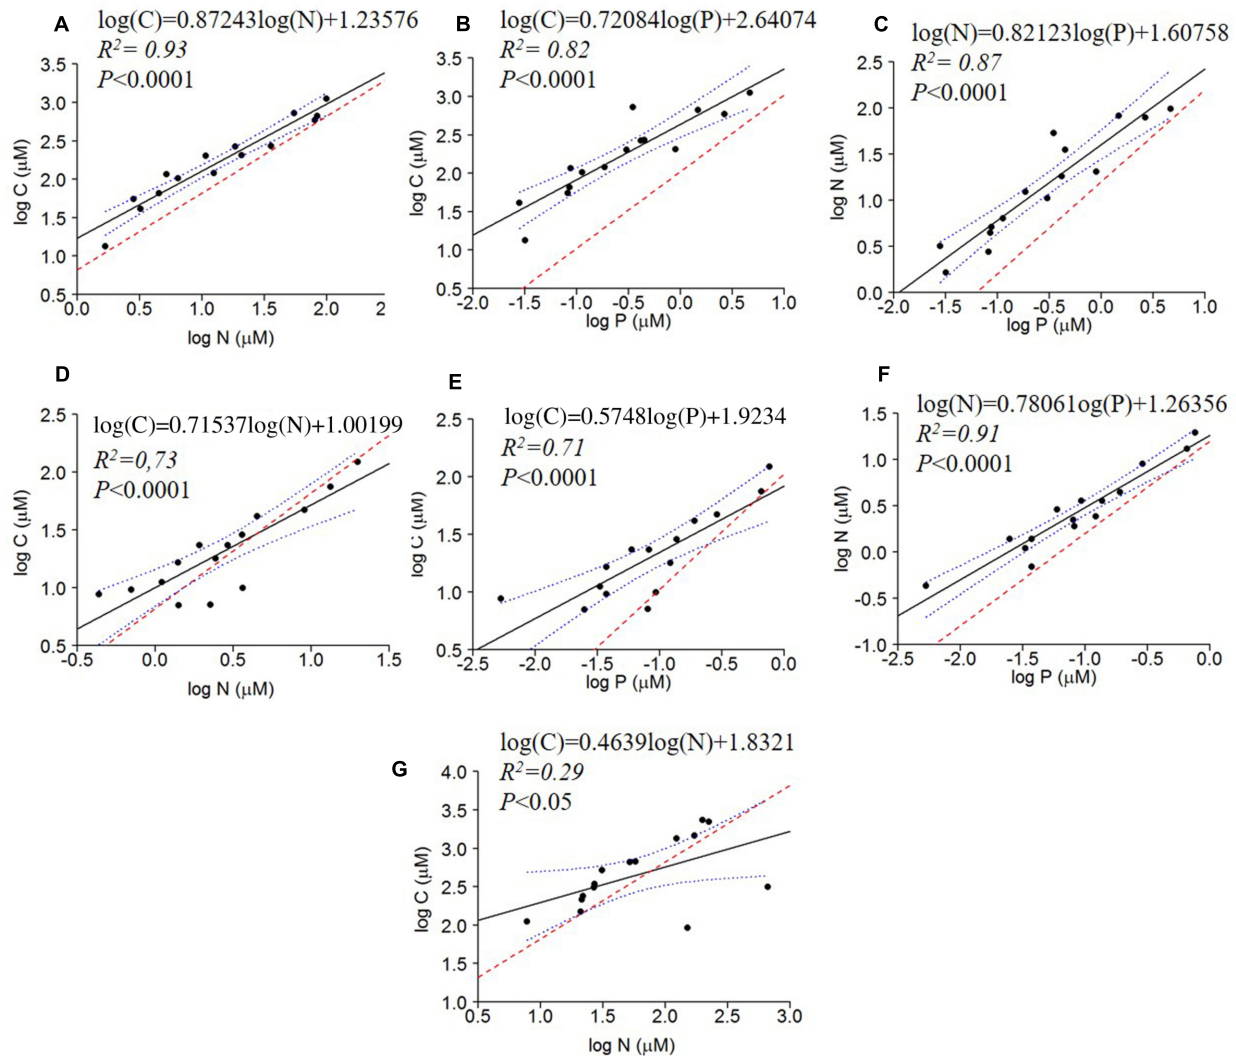 A
log(C)=0.87243log(N)+1.23576
R²= 0.93
P<0.0001
3.5
3.0
2.5
2.0
1.5
1.0
0.5
log C (μM)
0.0 0.5 1.0 1.5 2.0 2
log N (μM)
B
log(C)=0.72084log(P)+2.64074
R²= 0.82
P<0.0001
3.5
3.0
2.5
2.0
1.5
1.0
0.5
log C (μM)
-2.0 -1.5 -1.0 -0.5 0.0 0.5 1.0
log P (μM)
C
log(N)=0.82123log(P)+1.60758
R²= 0.87
P<0.0001
2.5
2.0
1.5
1.0
0.5
0.0
log N (μM)
-2.0 -1.5 -1.0 -0.5 0.0 0.5 1.0
log P (μM)
D
log(C)=0.71537log(N)+1.00199
R²=0,73
P<0.0001
2.5
2.0
1.5
1.0
0.5
log C (μM)
-0.5 0.0 0.5 1.0 1.5
log N (μM)
E
log(C)=0.5748log(P)+1.9234
R²=0.71
P<0.0001
2.5
2.0
1.5
1.0
0.5
log C (μM)
-2.5 -2.0 -1.5 -1.0 -0.5 0.0
log P (μM)
F
log(N)=0.78061og(P)+1.26356
R²=0.91
P<0.0001
1.5
1.0
0.5
0.0
-0.5
-1.0
log N (μM)
-2.5 -2.0 -1.5 -1.0 -0.5 0.0
log P (μM)
G
log(C)=0.4639log(N)+1.8321
R²=0.29
P<0.05
4.0
3.5
3.0
2.5
2.0
1.5
1.0
log C (μM)
0.5 1.0 1.5 2.0 2.5 3.0
log N (μM)